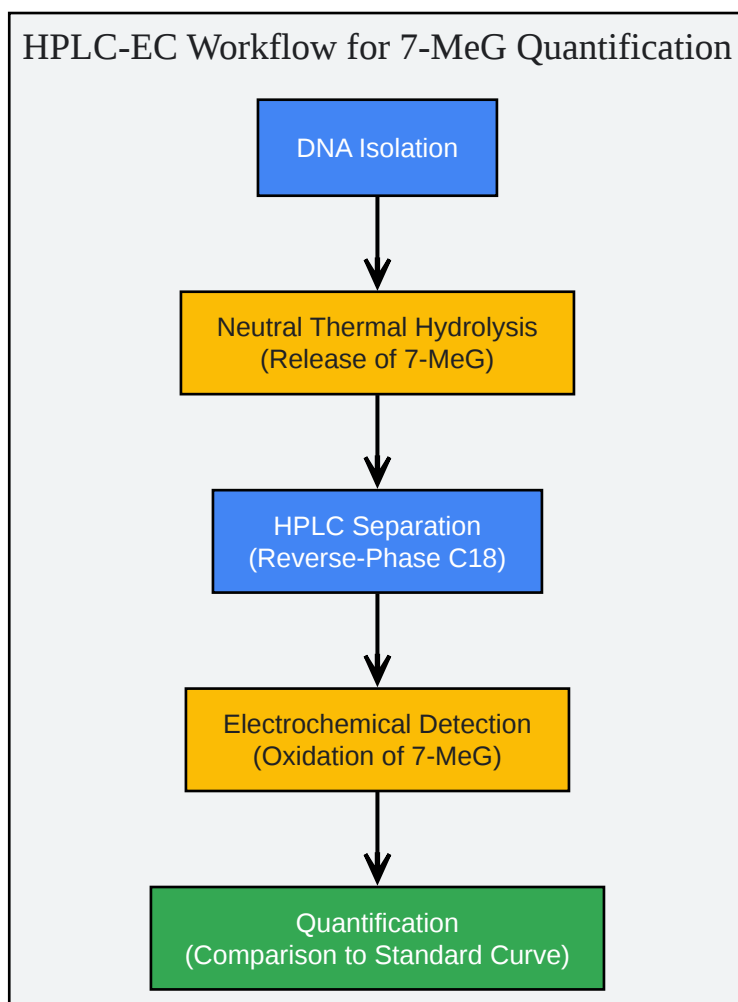 HPLC-EC Workflow for 7-MeG Quantification
DNA Isolation
Neutral Thermal Hydrolysis
(Release of 7-MeG)
HPLC Separation
(Reverse-Phase C18)
Electrochemical Detection
(Oxidation of 7-MeG)
Quantification
(Comparison to Standard Curve)